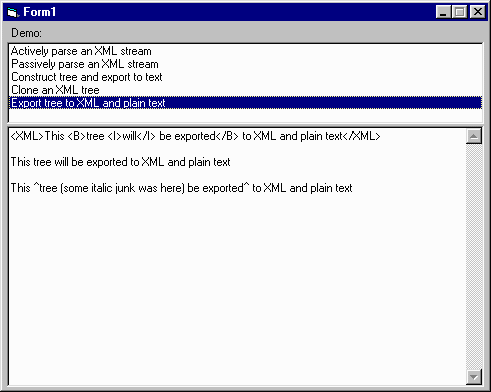 Form1
Demo:
Actively parse an XML stream
Passively parse an XML stream
Construct tree and export to text
Clone an XML tree
Export tree to XML and plain text
<XML>This <B>tree <I>will</I> be exported</B> to XML and plain text</XML>
This tree will be exported to XML and plain text
This ^tree (some italic junk was here) be exported^ to XML and plain text